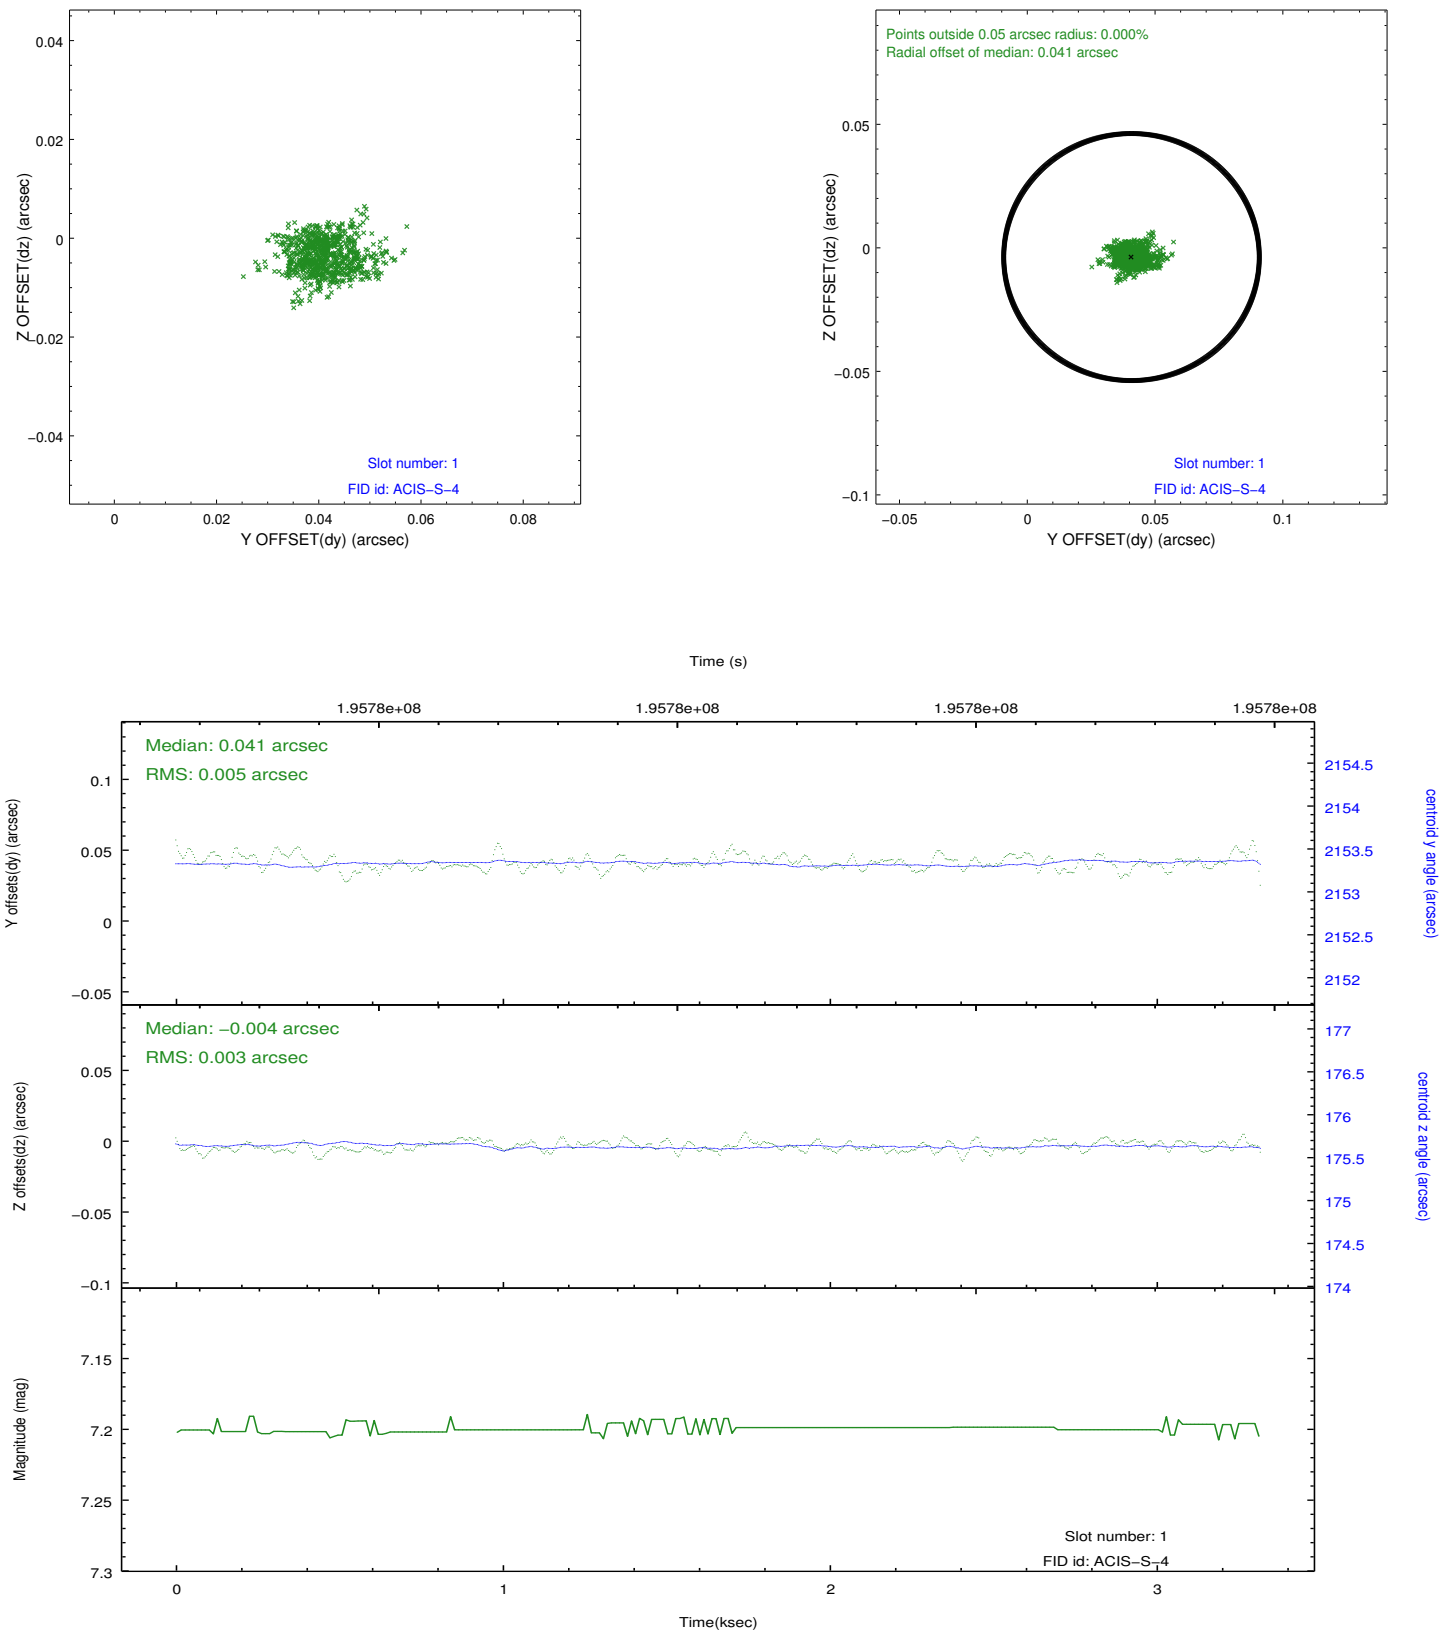 0.04
0.02
0
−0.02
−0.04
Z OFFSET(dz) (arcsec)
Slot number: 1
FID id: ACIS−S−4
0
0.02
0.04
0.06
0.08
Y OFFSET(dy) (arcsec)
Points outside 0.05 arcsec radius: 0.000%
Radial offset of median: 0.041 arcsec
0.05
0
−0.05
−0.1
Z OFFSET(dz) (arcsec)
Slot number: 1
FID id: ACIS−S−4
−0.05
0
0.05
0.1
Y OFFSET(dy) (arcsec)
Time (s)
1.9578e+08
1.9578e+08
1.9578e+08
1.9578e+08
Median: 0.041 arcsec
RMS: 0.005 arcsec
0.1
0.05
0
−0.05
Y offsets(dy) (arcsec)
2154.5
2154
2153.5
2153
2152.5
2152
centroid y angle (arcsec)
Median: −0.004 arcsec
RMS: 0.003 arcsec
0.05
0
−0.05
−0.1
Z offsets(dz) (arcsec)
177
176.5
176
175.5
175
174.5
174
centroid z angle (arcsec)
7.15
7.2
7.25
7.3
Magnitude (mag)
Slot number: 1
FID id: ACIS−S−4
0
1
2
3
Time(ksec)